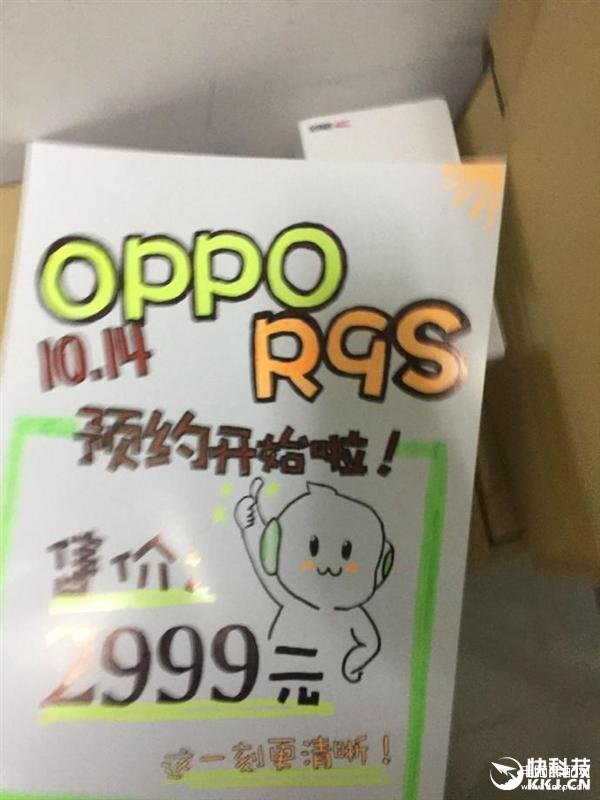 OPPO
10.14 R9S
预约开始啦！
售价：
2999元
这一刻更清晰！
快科技
KKJ.CN